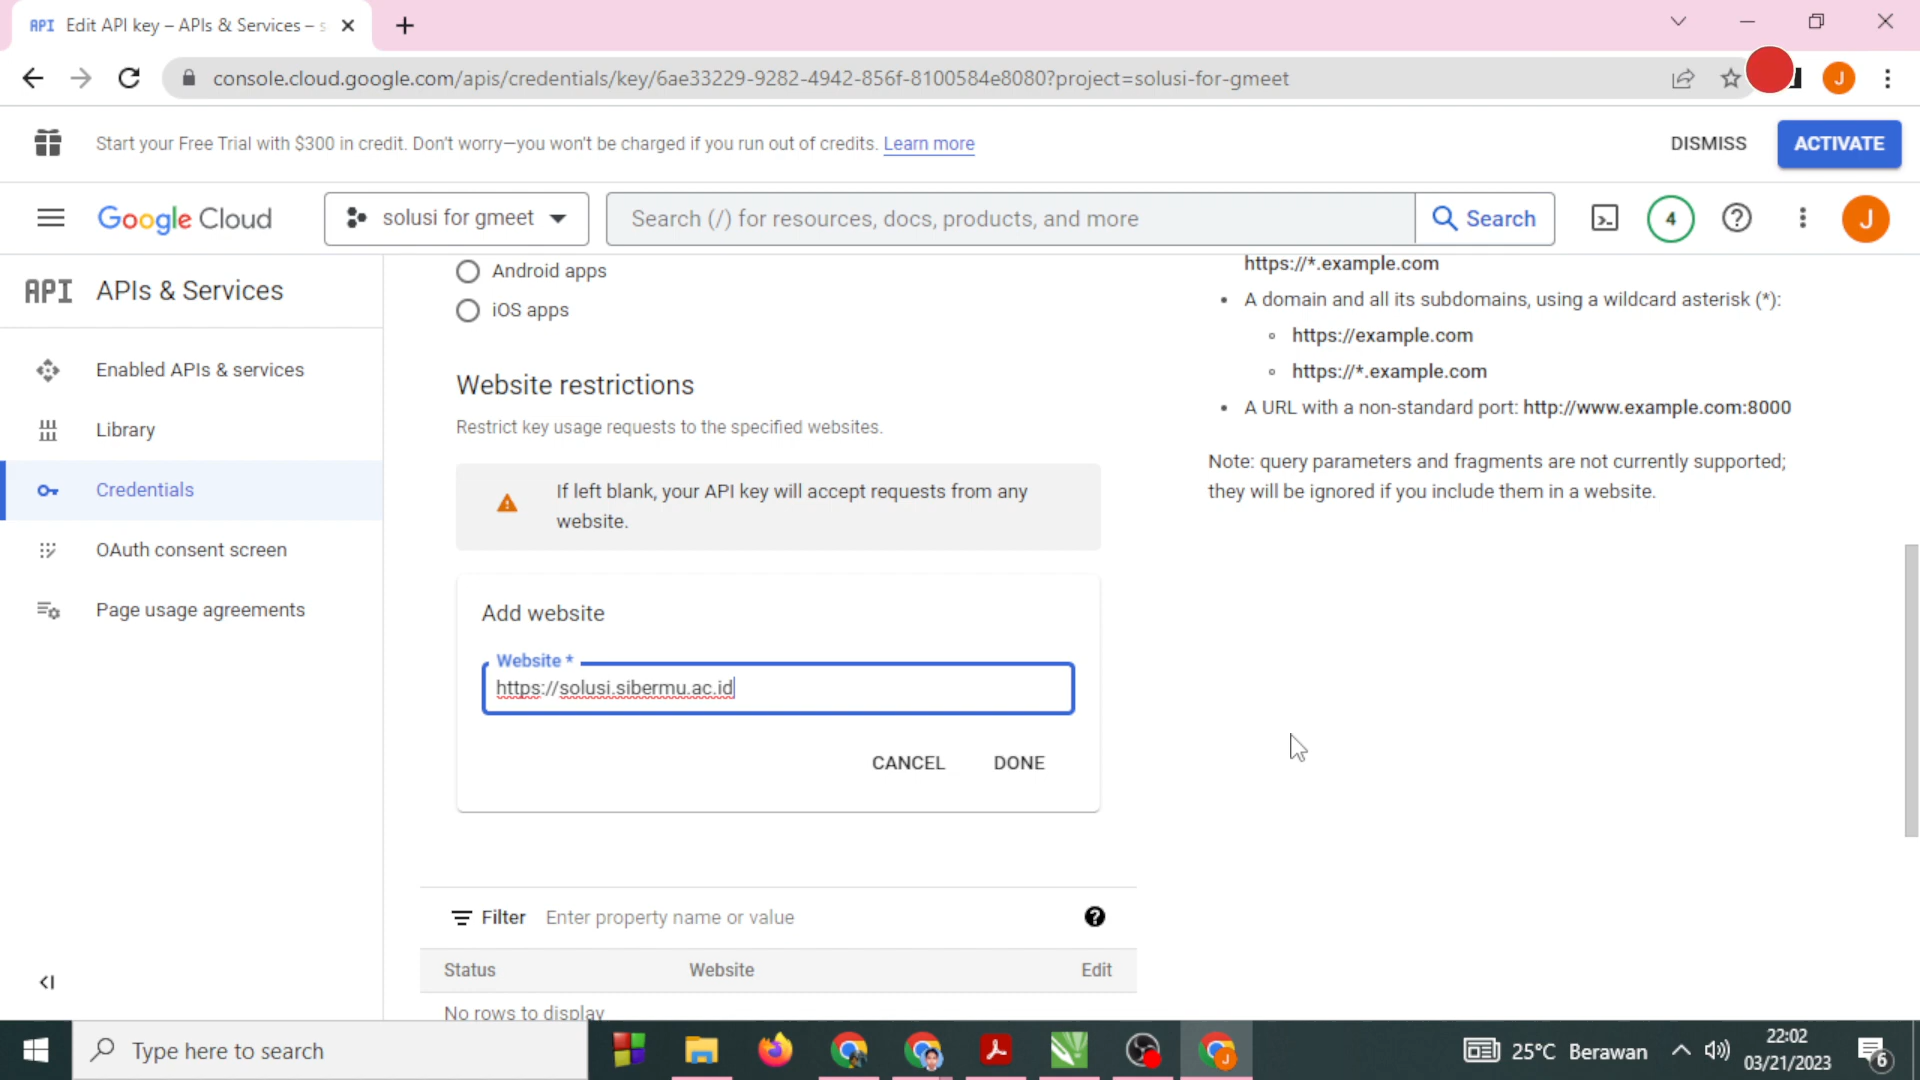 API Edit API key – APIs & Services – s
console.cloud.google.com/apis/credentials/key/6ae33229-9282-4942-856f-8100584e8080?project=solusi-for-gmeet
J
Start your Free Trial with $300 in credit. Don't worry—you won't be charged if you run out of credits. Learn more
DISMISS
ACTIVATE
Google Cloud
solusi for gmeet
Search (/) for resources, docs, products, and more
Search
4
J
API APIs & Services
Enabled APIs & services
Library
Credentials
OAuth consent screen
Page usage agreements
Android apps
iOS apps
Website restrictions
Restrict key usage requests to the specified websites.
If left blank, your API key will accept requests from any
website.
Add website
Website *
https://solusi.sibermu.ac.id
CANCEL
DONE
Filter Enter property name or value
Status
Website
Edit
No rows to display
https://*.example.com
• A domain and all its subdomains, using a wildcard asterisk (*):
https://example.com
https://*.example.com
• A URL with a non-standard port: http://www.example.com:8000
Note: query parameters and fragments are not currently supported;
they will be ignored if you include them in a website.
Type here to search
J
25°C Berawan
22:02
03/21/2023
6